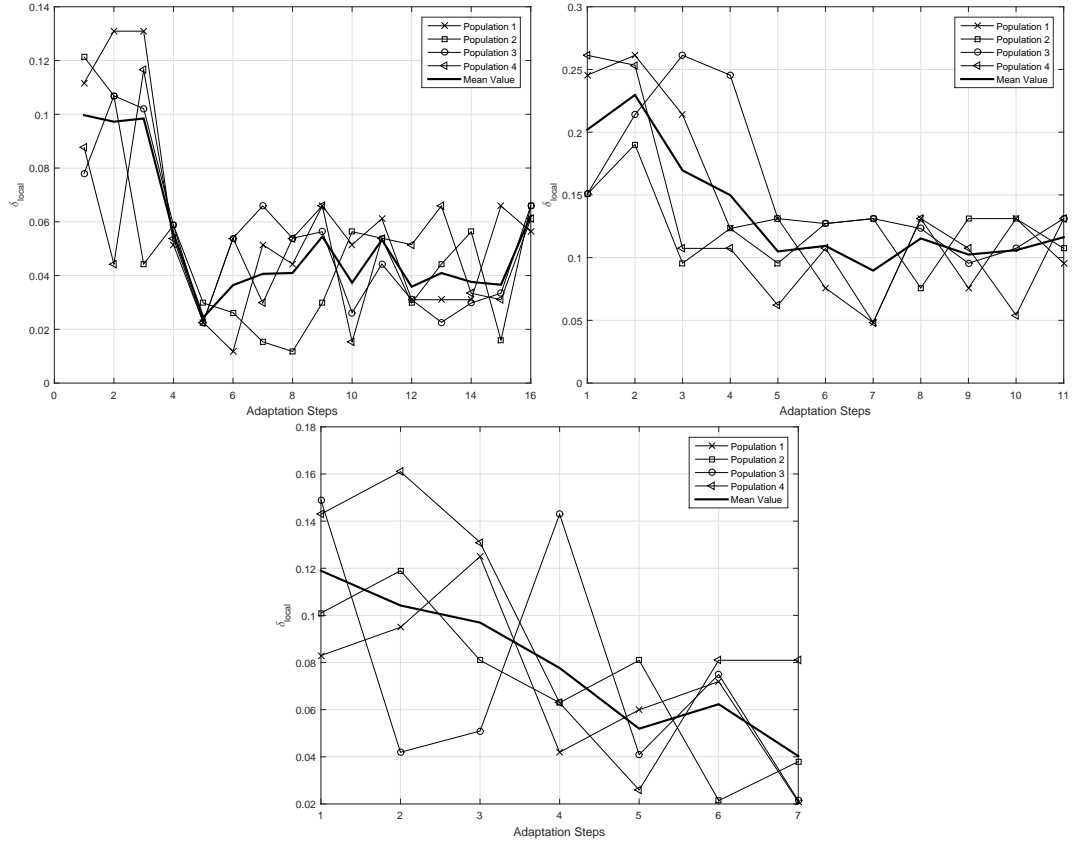 0.14
0.12
0.1
0.08
0.06
0.04
0.02
0
δlocal
0 2 4 6 8 10 12 14 16
Adaptation Steps
Population 1
Population 2
Population 3
Population 4
Mean Value
0.3
0.25
0.2
0.15
0.1
0.05
0
δlocal
1 2 3 4 5 6 7 8 9 10 11
Adaptation Steps
Population 1
Population 2
Population 3
Population 4
Mean Value
0.18
0.16
0.14
0.12
0.1
0.08
0.06
0.04
0.02
δlocal
1 2 3 4 5 6 7
Adaptation Steps
Population 1
Population 2
Population 3
Population 4
Mean Value